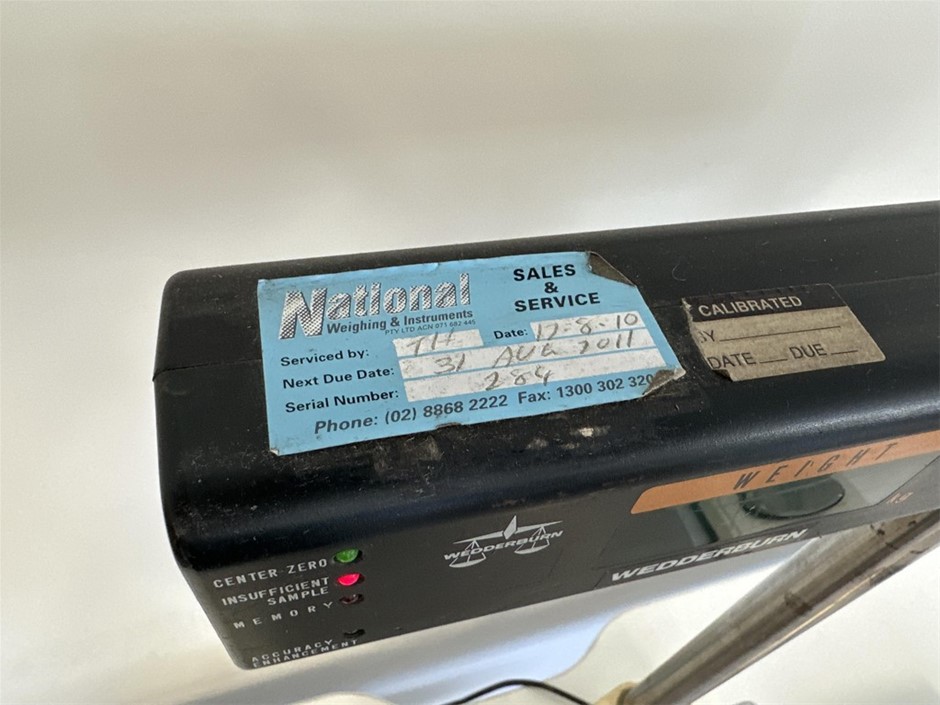 National
Weighing & Instruments
PTY LTD ACN 071 682 445
SALES
&
SERVICE
Serviced by: TH Date: 17-8-10
Next Due Date: 31 AUG 2011
Serial Number: 284
Phone: (02) 8868 2222 Fax: 1300 302 320
CALIBRATED
DATE DUE
WEIGHT
kg
WEDDERBURN
WEDDERBURN
CENTER-ZERO
INSUFFICIENT
SAMPLE
MEMORY
ACCURACY
ENHANCEMENT